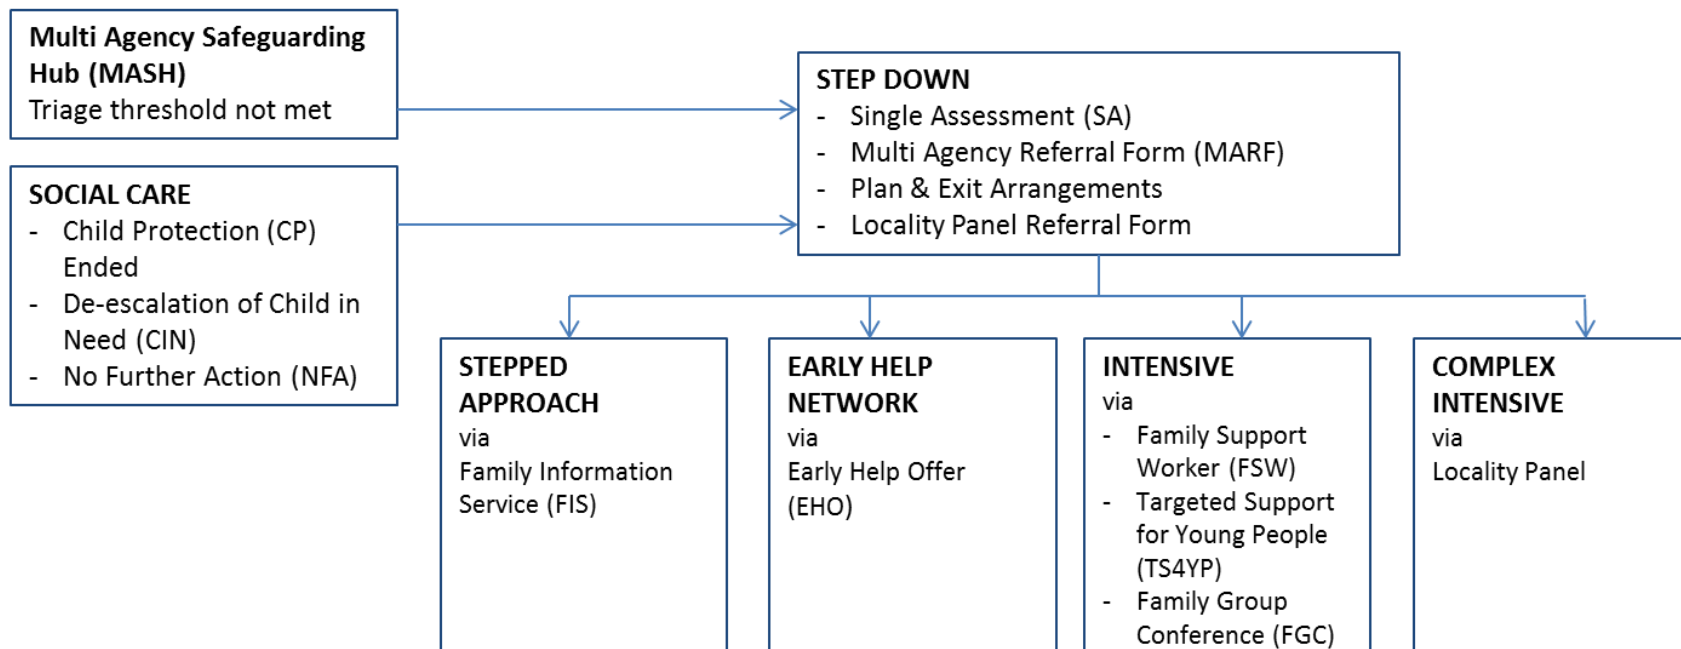 Multi Agency Safeguarding
Hub (MASH)
Triage threshold not met
SOCIAL CARE
- Child Protection (CP)
Ended
- De-escalation of Child in
Need (CIN)
- No Further Action (NFA)
STEP DOWN
- Single Assessment (SA)
- Multi Agency Referral Form (MARF)
- Plan & Exit Arrangements
- Locality Panel Referral Form
STEPPED
APPROACH
via
Family Information
Service (FIS)
EARLY HELP
NETWORK
via
Early Help Offer
(EHO)
INTENSIVE
via
- Family Support
Worker (FSW)
- Targeted Support
for Young People
(TS4YP)
- Family Group
Conference (FGC)
COMPLEX
INTENSIVE
via
Locality Panel